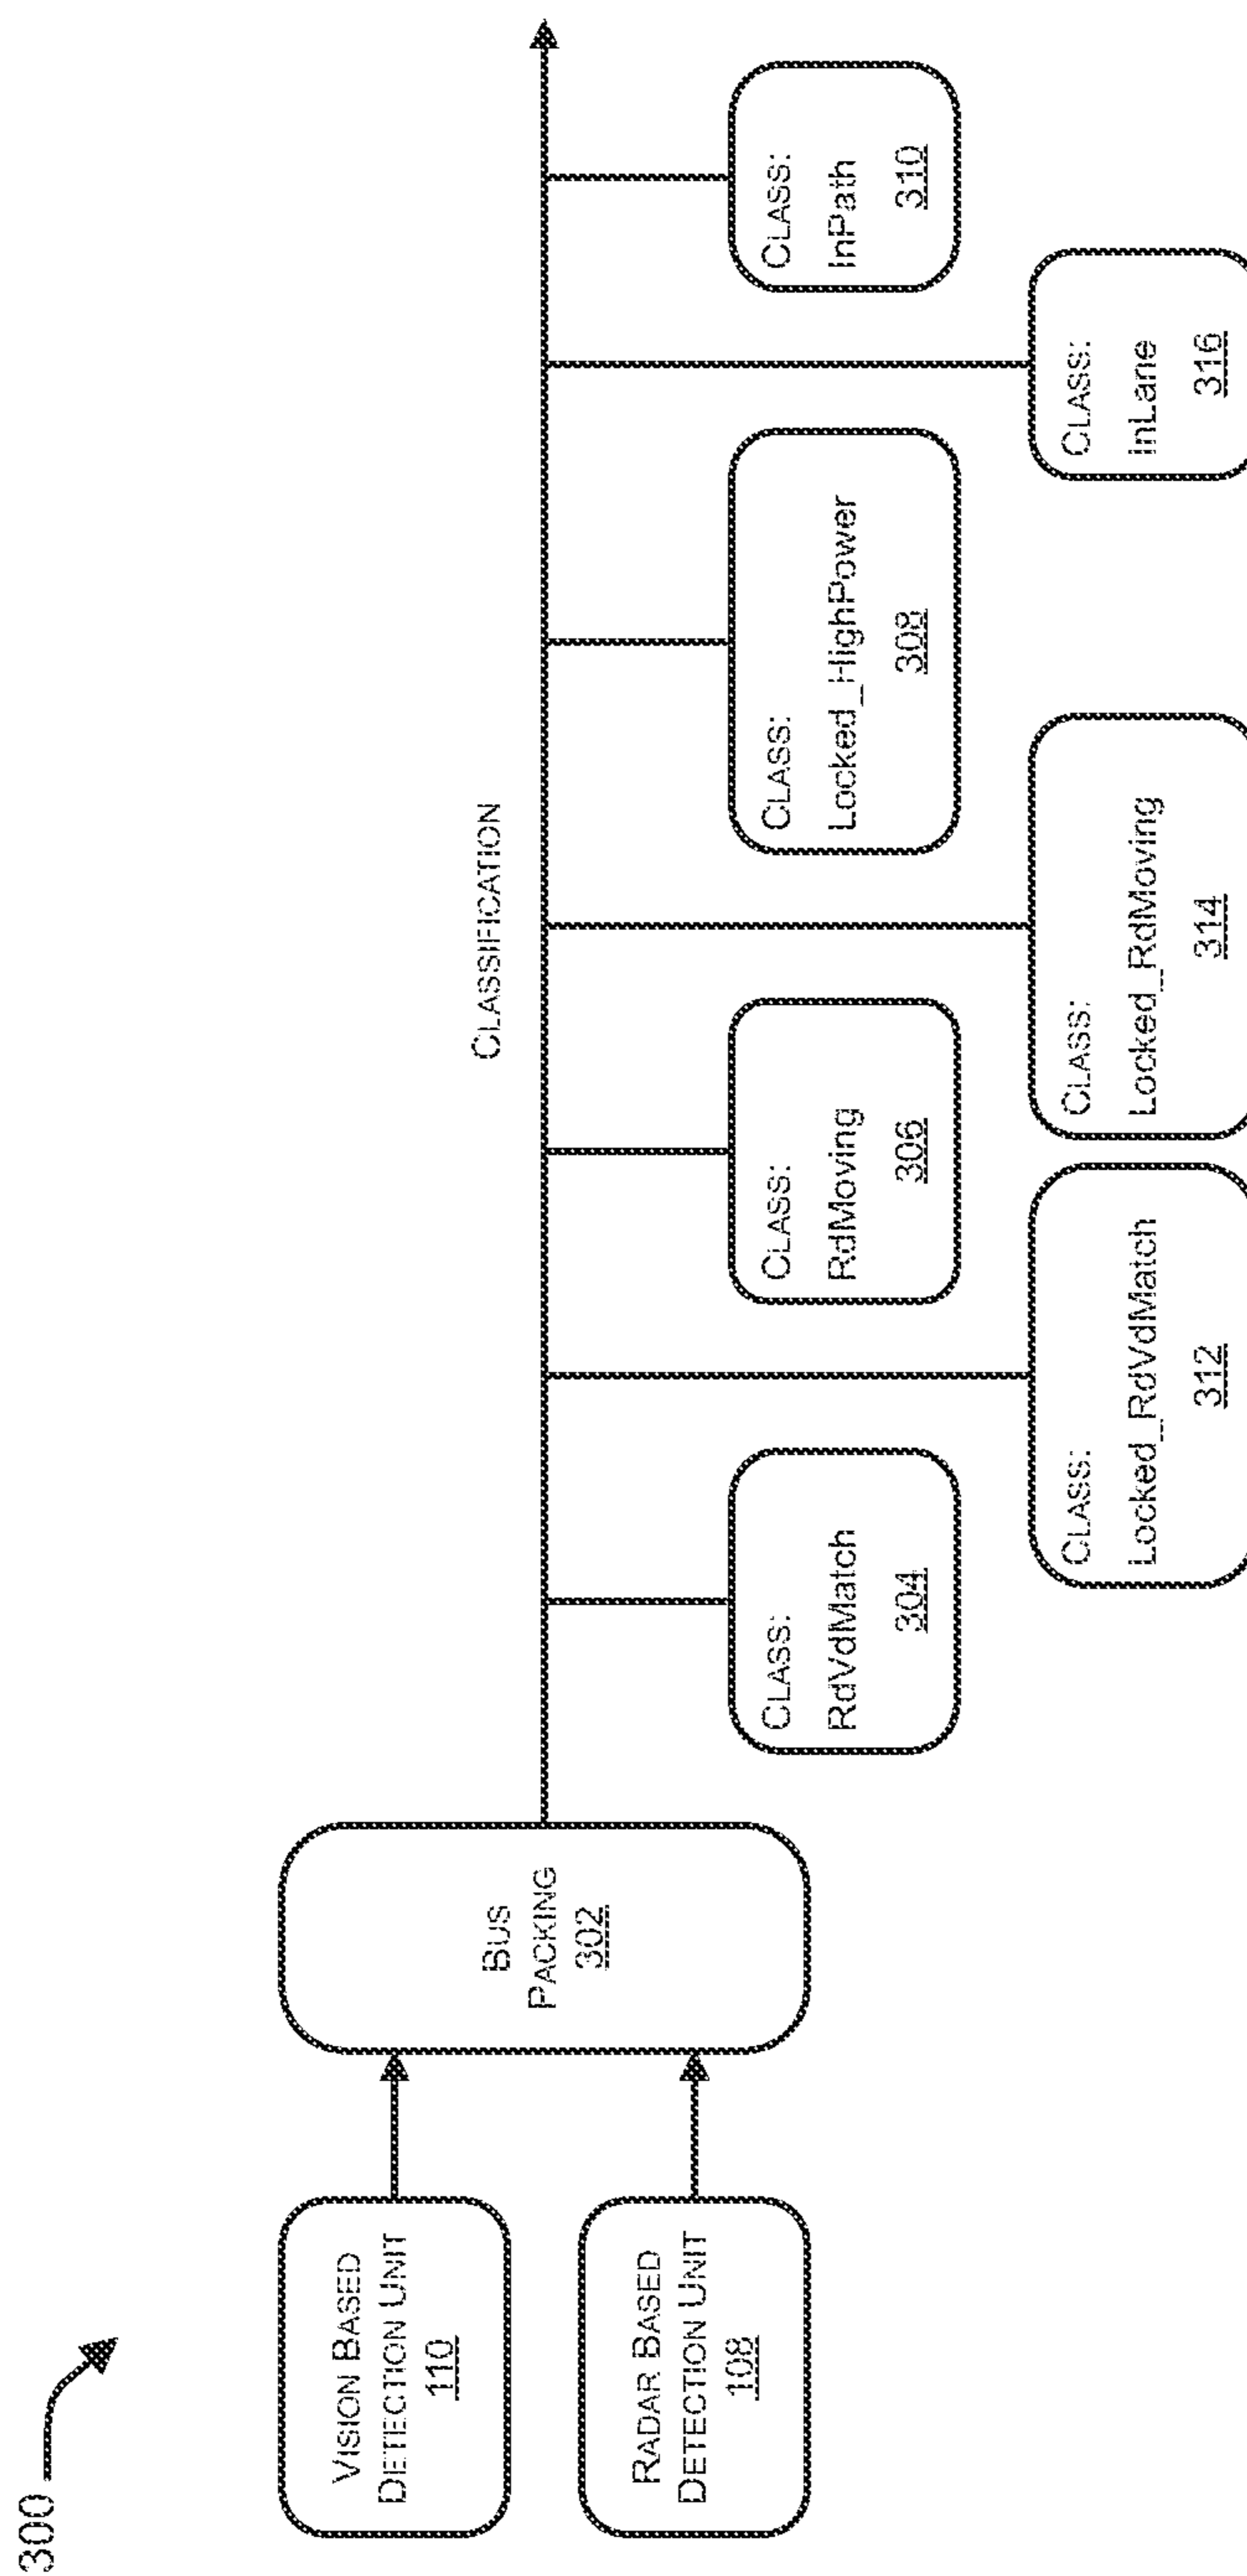 300
VISION BASED
DETECTION UNIT
110
RADAR BASED
DETECTION UNIT
108
BUS
PACKING
302
CLASSIFICATION
CLASS:
RdVdMatch
304
CLASS:
RdMoving
306
CLASS:
Locked_HighPower
308
CLASS:
InPath
310
CLASS:
Locked_RdVdMatch
312
CLASS:
Locked_RdMoving
314
CLASS:
InLane
316